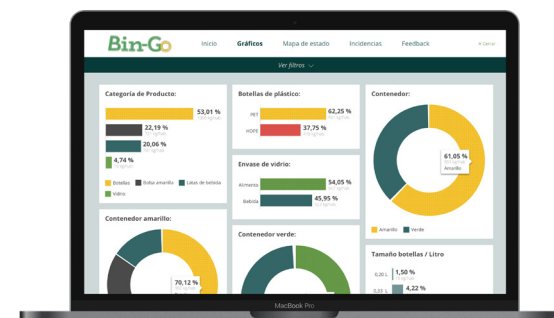 Bin-Go
Inicio
Gráficos
Mapa de estado
Incidencias
Feedback
Ver filtros
Categoría de Producto:
53,01 %
22,19 %
20,06 %
4,74 %
Botellas
Bolsa amarilla
Latas de bebida
Vidrio
Botellas de plástico:
PET
62,25 %
HDPE
37,75 %
Envase de vidrio:
Alimento
54,05 %
Bebida
45,95 %
Contenedor:
61,05 %
Amarillo
Amarillo
Verde
Contenedor amarillo:
70,12 %
Contenedor verde:
Tamaño botellas / Litro
0,20 L
1,50 %
0,33 L
4,22 %
MacBook Pro